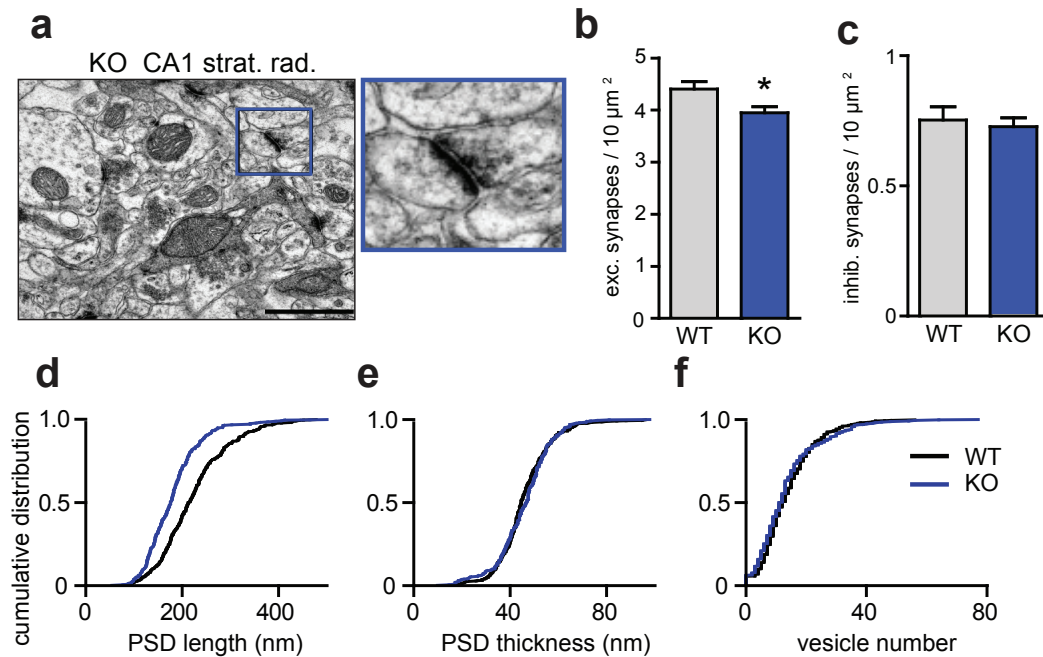 a
KO CA1 strat. rad.
b
exc. synapses / 10 µm 2
5
4
3
2
1
0
*
WT KO
c
inhib. synapses / 10 µm 2
1
0.5
0
WT KO
d
cumulative distribution
1.0
0.5
0
0 200 400
PSD length (nm)
e
1.0
0.5
0
0 40 80
PSD thickness (nm)
f
1.0
0.5
0
0 40 80
vesicle number
WT
KO